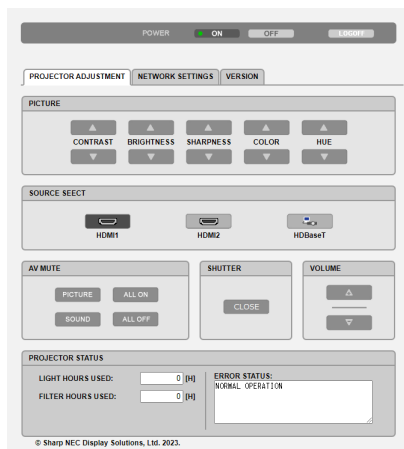 POWER ON OFF LOGOFF
PROJECTOR ADJUSTMENT NETWORK SETTINGS VERSION
PICTURE
CONTRAST BRIGHTNESS SHARPNESS COLOR HUE
SOURCE SEECT
HDMI1 HDMI2 HDBaseT
AV MUTE SHUTTER VOLUME
PICTURE ALL ON
CLOSE
SOUND ALL OFF
PROJECTOR STATUS
LIGHT HOURS USED: 0 [H] ERROR STATUS:
NORMAL OPERATION
FILTER HOURS USED: 0 [H]
© Sharp NEC Display Solutions, Ltd. 2023.